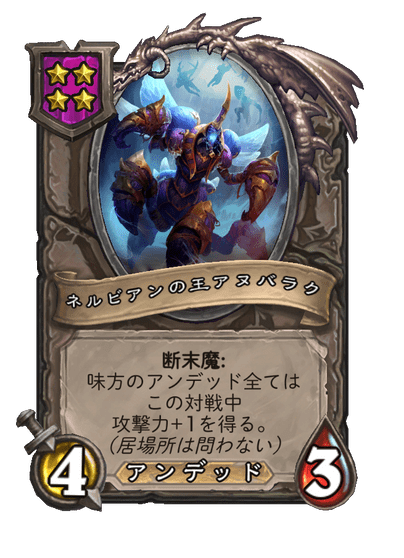 ネルビアンの王アヌバラク
断末魔:
味方のアンデッド全ては
この対戦中
攻撃力+1を得る。
(居場所は問わない)
4
アンデッド
3